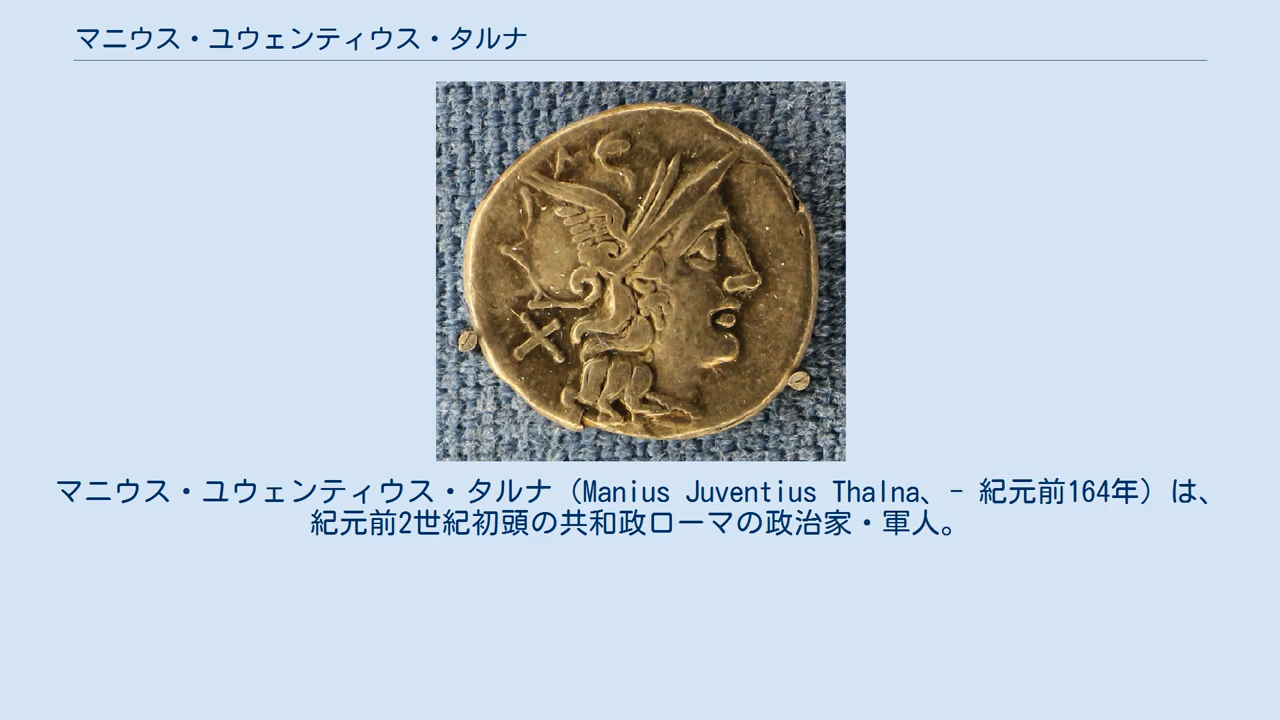 マニウス・ユウェンティウス・タルナ
X
マニウス・ユウェンティウス・タルナ（Manius Juventius Thalna、- 紀元前164年）は、
紀元前2世紀初頭の共和政ローマの政治家・軍人。